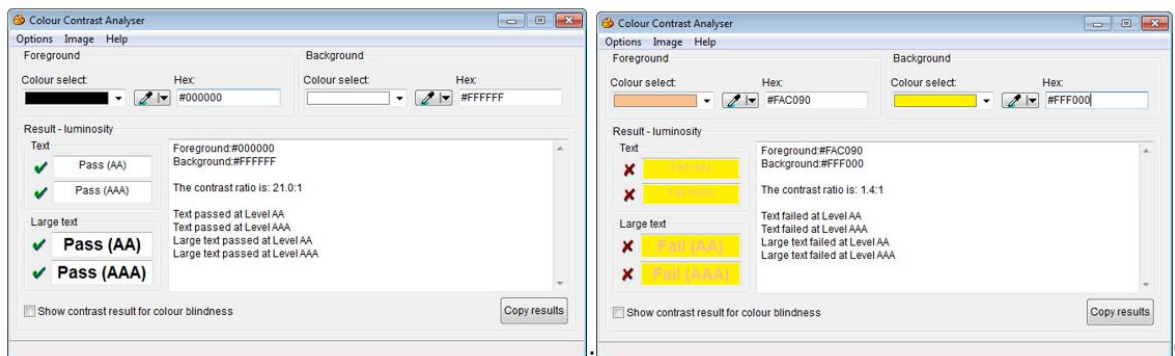 Colour Contrast Analyser
Options Image Help
Foreground
Background
Colour select:
Hex:
Colour select:
Hex:
#000000
#FFFFFF
Result - luminosity
Text
Pass (AA)
Pass (AAA)
Large text
Pass (AA)
Pass (AAA)
Foreground:#000000
Background:#FFFFFF
The contrast ratio is: 21.0:1
Text passed at Level AA
Text passed at Level AAA
Large text passed at Level AA
Large text passed at Level AAA
Show contrast result for colour blindness
Copy results
.
Colour Contrast Analyser
Options Image Help
Foreground
Background
Colour select:
Hex:
Colour select:
Hex:
#FAC090
#FFF000
Result - luminosity
Text
Fail (AA)
Fail (AAA)
Large text
Fail (AA)
Fail (AAA)
Foreground:#FAC090
Background:#FFF000
The contrast ratio is: 1.4:1
Text failed at Level AA
Text failed at Level AAA
Large text failed at Level AA
Large text failed at Level AAA
Show contrast result for colour blindness
Copy results